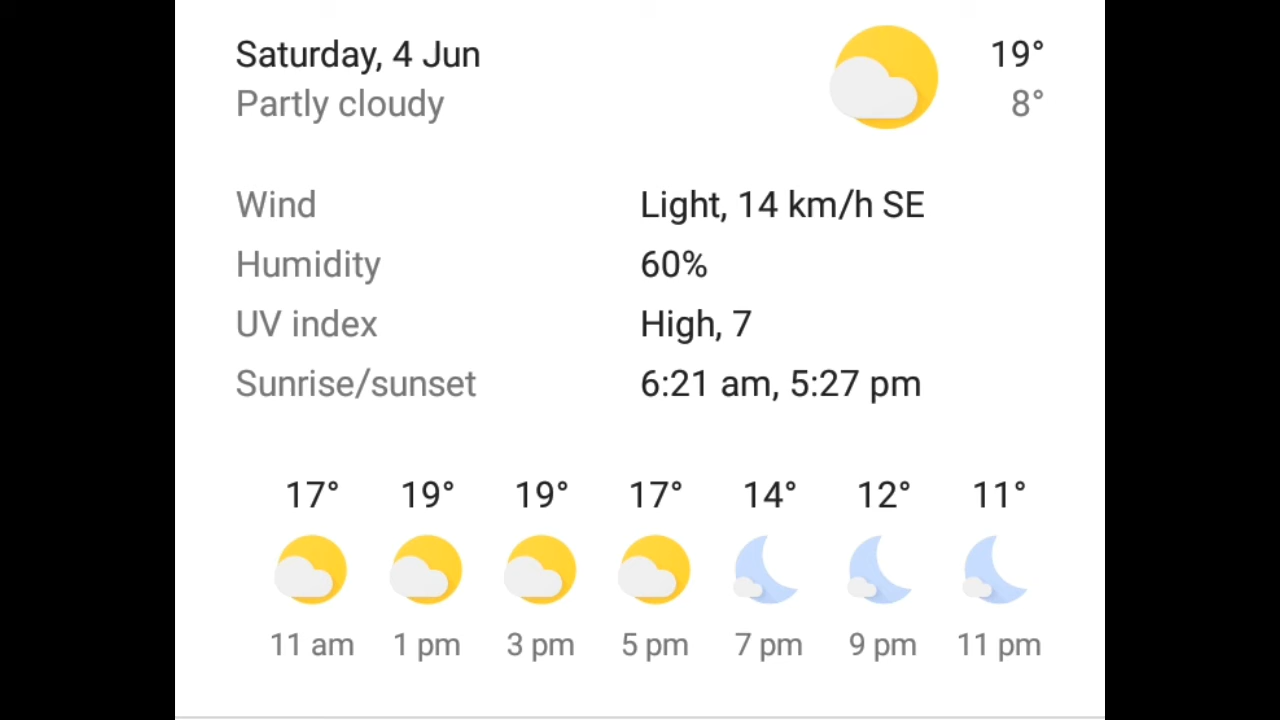 Saturday, 4 Jun 19°
Partly cloudy 8°
Wind Light, 14 km/h SE
Humidity 60%
UV index High, 7
Sunrise/sunset 6:21 am, 5:27 pm
17° 19° 19° 17° 14° 12° 11°
11 am 1 pm 3 pm 5 pm 7 pm 9 pm 11 pm